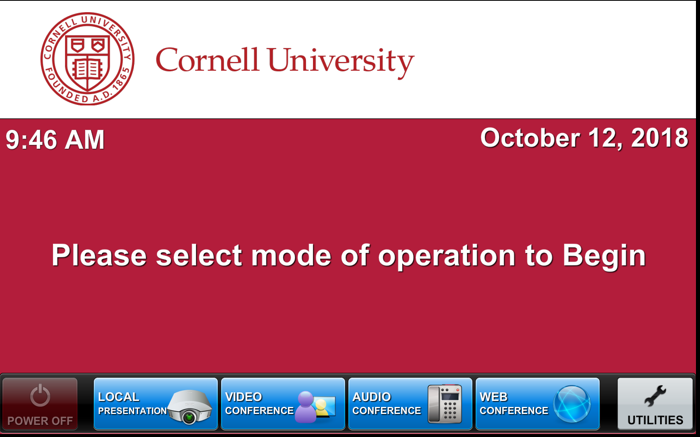 CORNELL UNIVERSITY
FOUNDED A.D. 1865
Cornell University
9:46 AM
October 12, 2018
Please select mode of operation to Begin
POWER OFF
LOCAL
PRESENTATION
VIDEO
CONFERENCE
AUDIO
CONFERENCE
WEB
CONFERENCE
UTILITIES